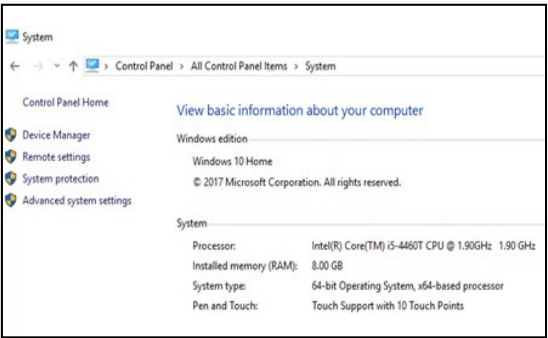 System
Control Panel > All Control Panel Items > System
Control Panel Home
Device Manager
Remote settings
System protection
Advanced system settings
View basic information about your computer
Windows edition
Windows 10 Home
© 2017 Microsoft Corporation. All rights reserved.
System
Processor: Intel(R) Core(TM) i5-4460T CPU @ 1.90GHz 1.90 GHz
Installed memory (RAM): 8.00 GB
System type: 64-bit Operating System, x64-based processor
Pen and Touch: Touch Support with 10 Touch Points